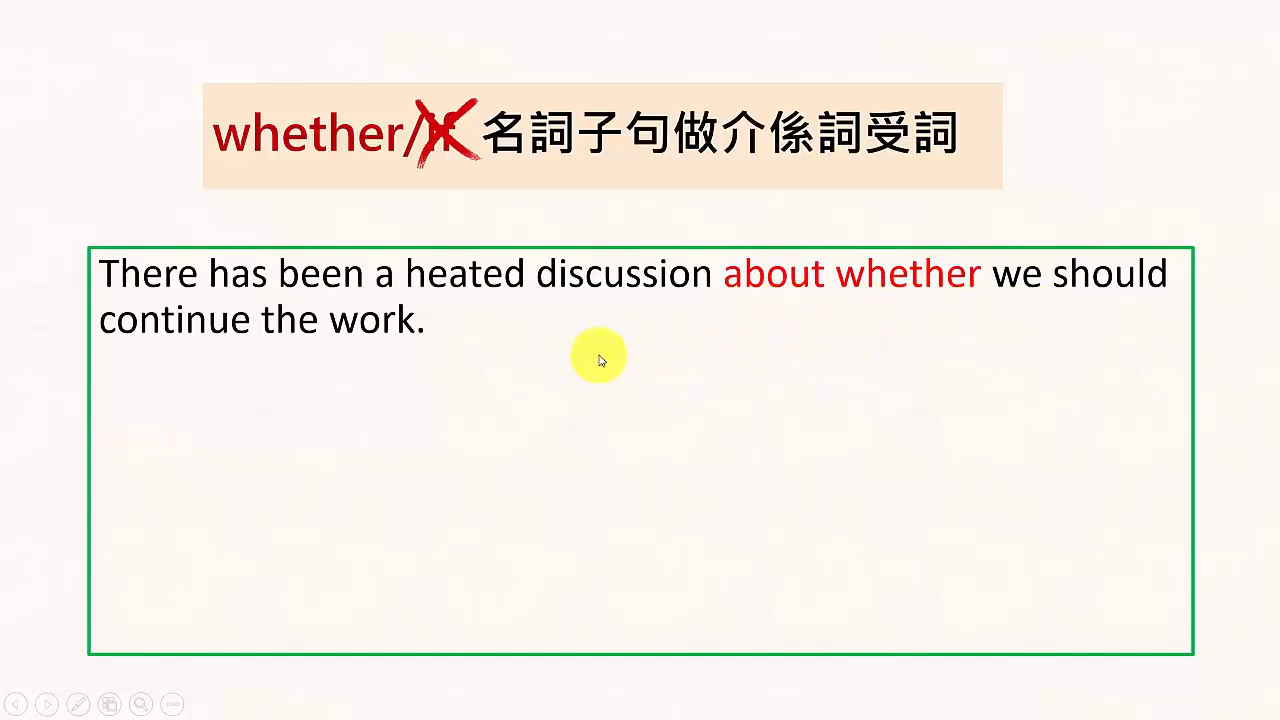 whether/if 名詞子句做介係詞受詞
There has been a heated discussion about whether we should
continue the work.